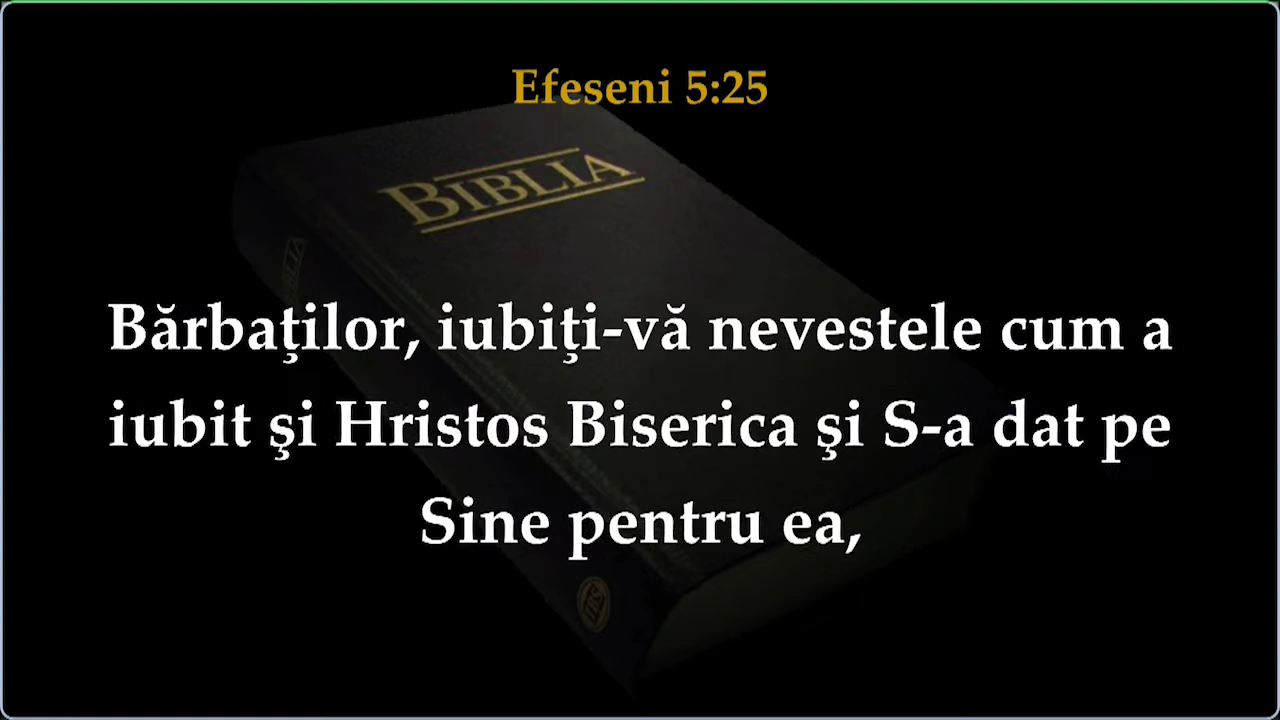 Efeseni 5:25
BIBLIA
BIBLIA
Bărbaţilor, iubiţi-vă nevestele cum a
iubit şi Hristos Biserica şi S-a dat pe
Sine pentru ea,